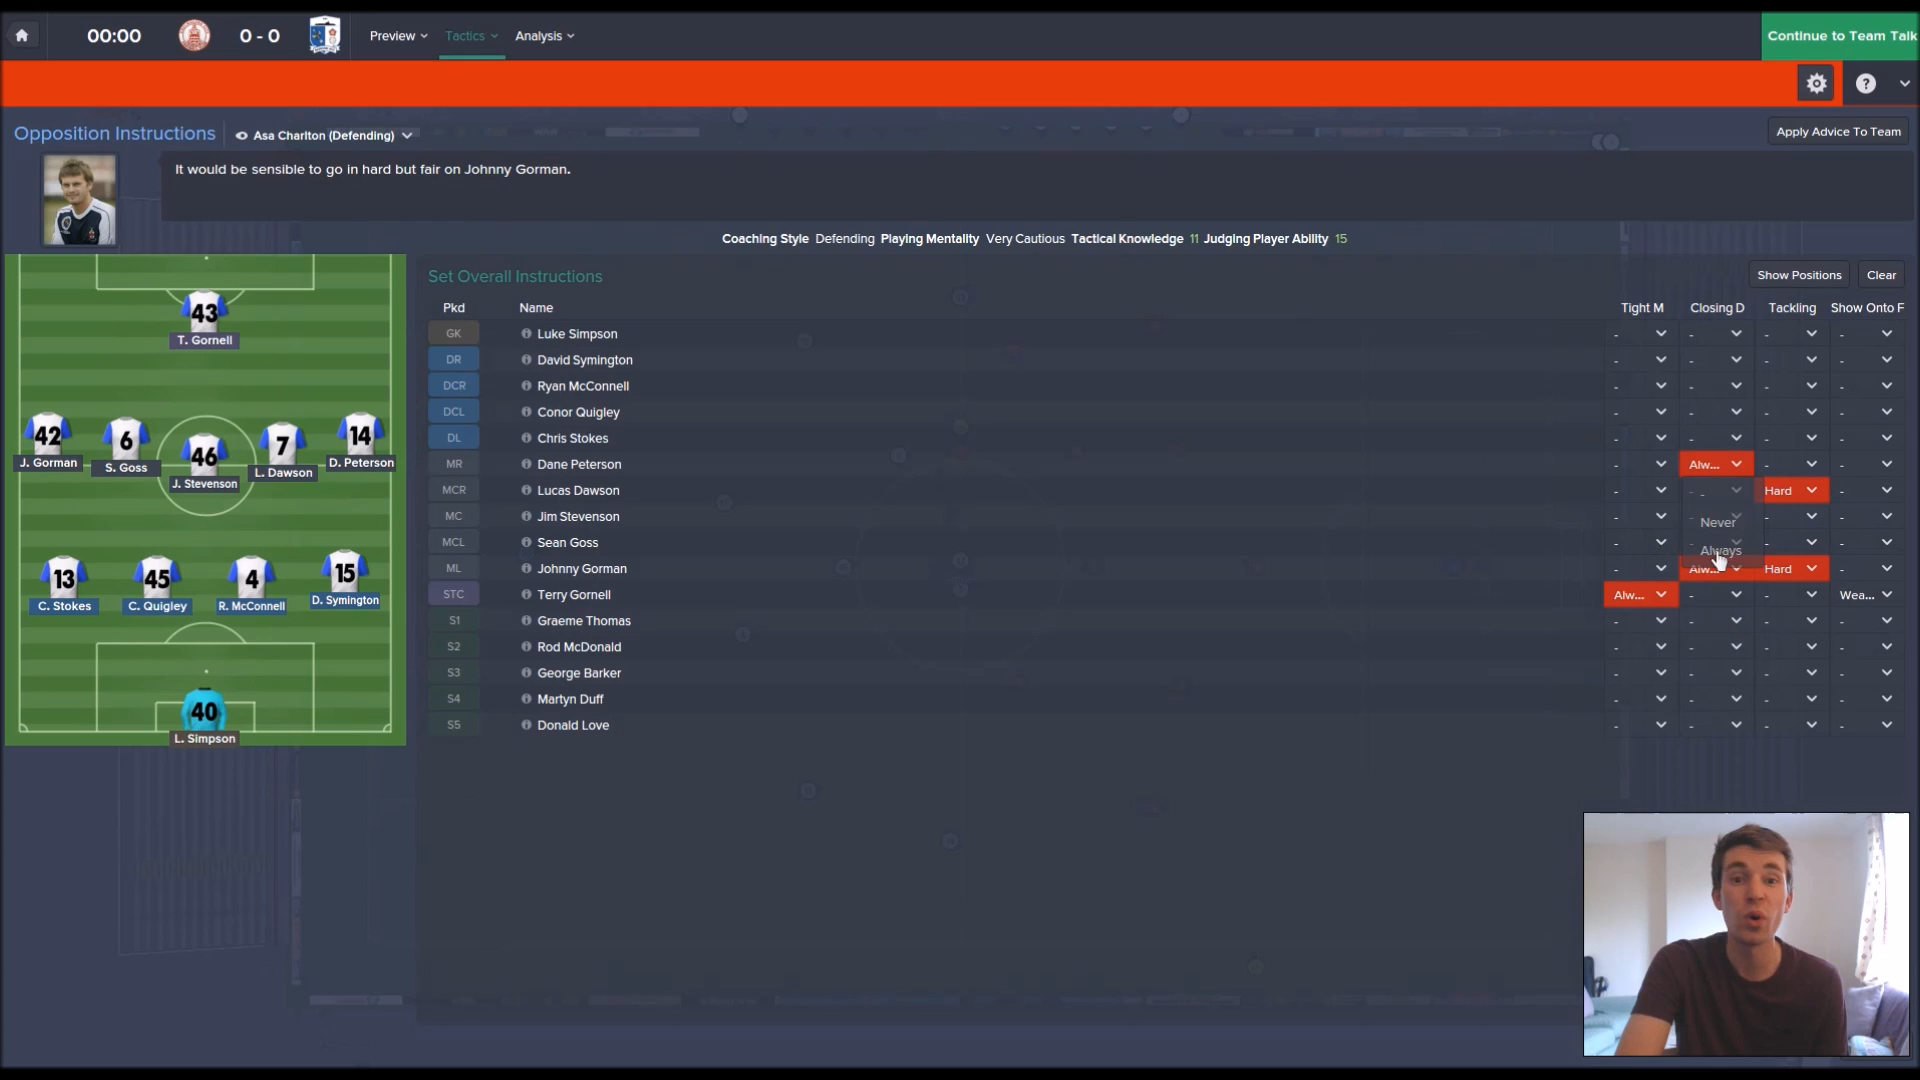 00:00
0 - 0
Preview
Tactics
Analysis
Continue to Team Talk
?
Opposition Instructions
Asa Charlton (Defending)
Apply Advice To Team
It would be sensible to go in hard but fair on Johnny Gorman.
Coaching Style Defending Playing Mentality Very Cautious Tactical Knowledge 11 Judging Player Ability 15
43
T. Gornell
42
J. Gorman
6
S. Goss
46
J. Stevenson
7
L. Dawson
14
D. Peterson
13
C. Stokes
45
C. Quigley
4
R. McConnell
15
D. Symington
40
L. Simpson
Set Overall Instructions
Show Positions
Clear
Pkd Name Tight M Closing D Tackling Show Onto F
GK Luke Simpson - - - -
DR David Symington - - - -
DCR Ryan McConnell - - - -
DCL Conor Quigley - - - -
DL Chris Stokes - - - -
MR Dane Peterson - Alw... - -
MCR Lucas Dawson - - Hard -
MC Jim Stevenson - - - -
MCL Sean Goss - - - -
ML Johnny Gorman - Alw... Hard -
STC Terry Gornell Alw... - - Wea...
S1 Graeme Thomas - - - -
S2 Rod McDonald - - - -
S3 George Barker - - - -
S4 Martyn Duff - - - -
S5 Donald Love - - - -
-
Never
Always